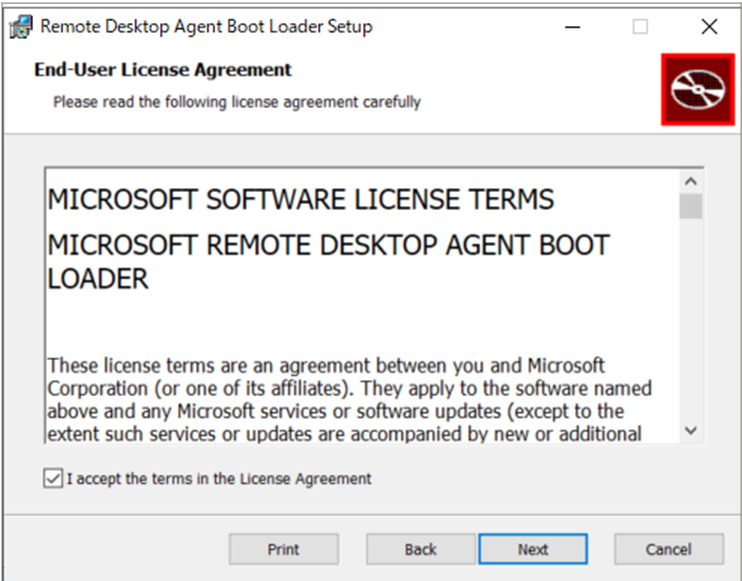 Remote Desktop Agent Boot Loader Setup
End-User License Agreement
Please read the following license agreement carefully
MICROSOFT SOFTWARE LICENSE TERMS
MICROSOFT REMOTE DESKTOP AGENT BOOT
LOADER
These license terms are an agreement between you and Microsoft
Corporation (or one of its affiliates). They apply to the software named
above and any Microsoft services or software updates (except to the
extent such services or updates are accompanied by new or additional
I accept the terms in the License Agreement
Print
Back
Next
Cancel